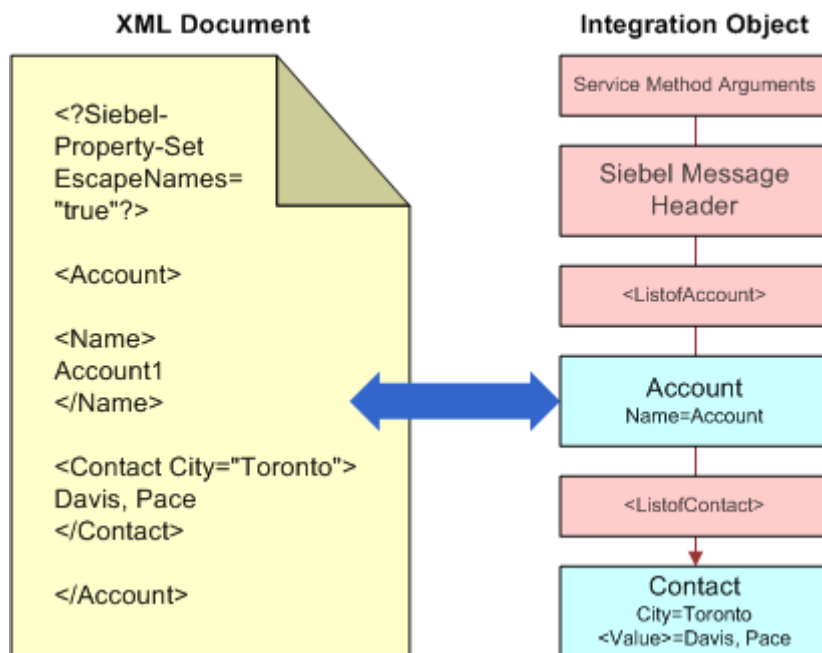 XML Document
<?Siebel-
Property-Set
EscapeNames=
"true"?>
<Account>
<Name>
Account1
</Name>
<Contact City="Toronto">
Davis, Pace
</Contact>
</Account>
Integration Object
Service Method Arguments
Siebel Message
Header
<ListofAccount>
Account
Name=Account
<ListofContact>
Contact
City=Toronto
<Value>=Davis, Pace